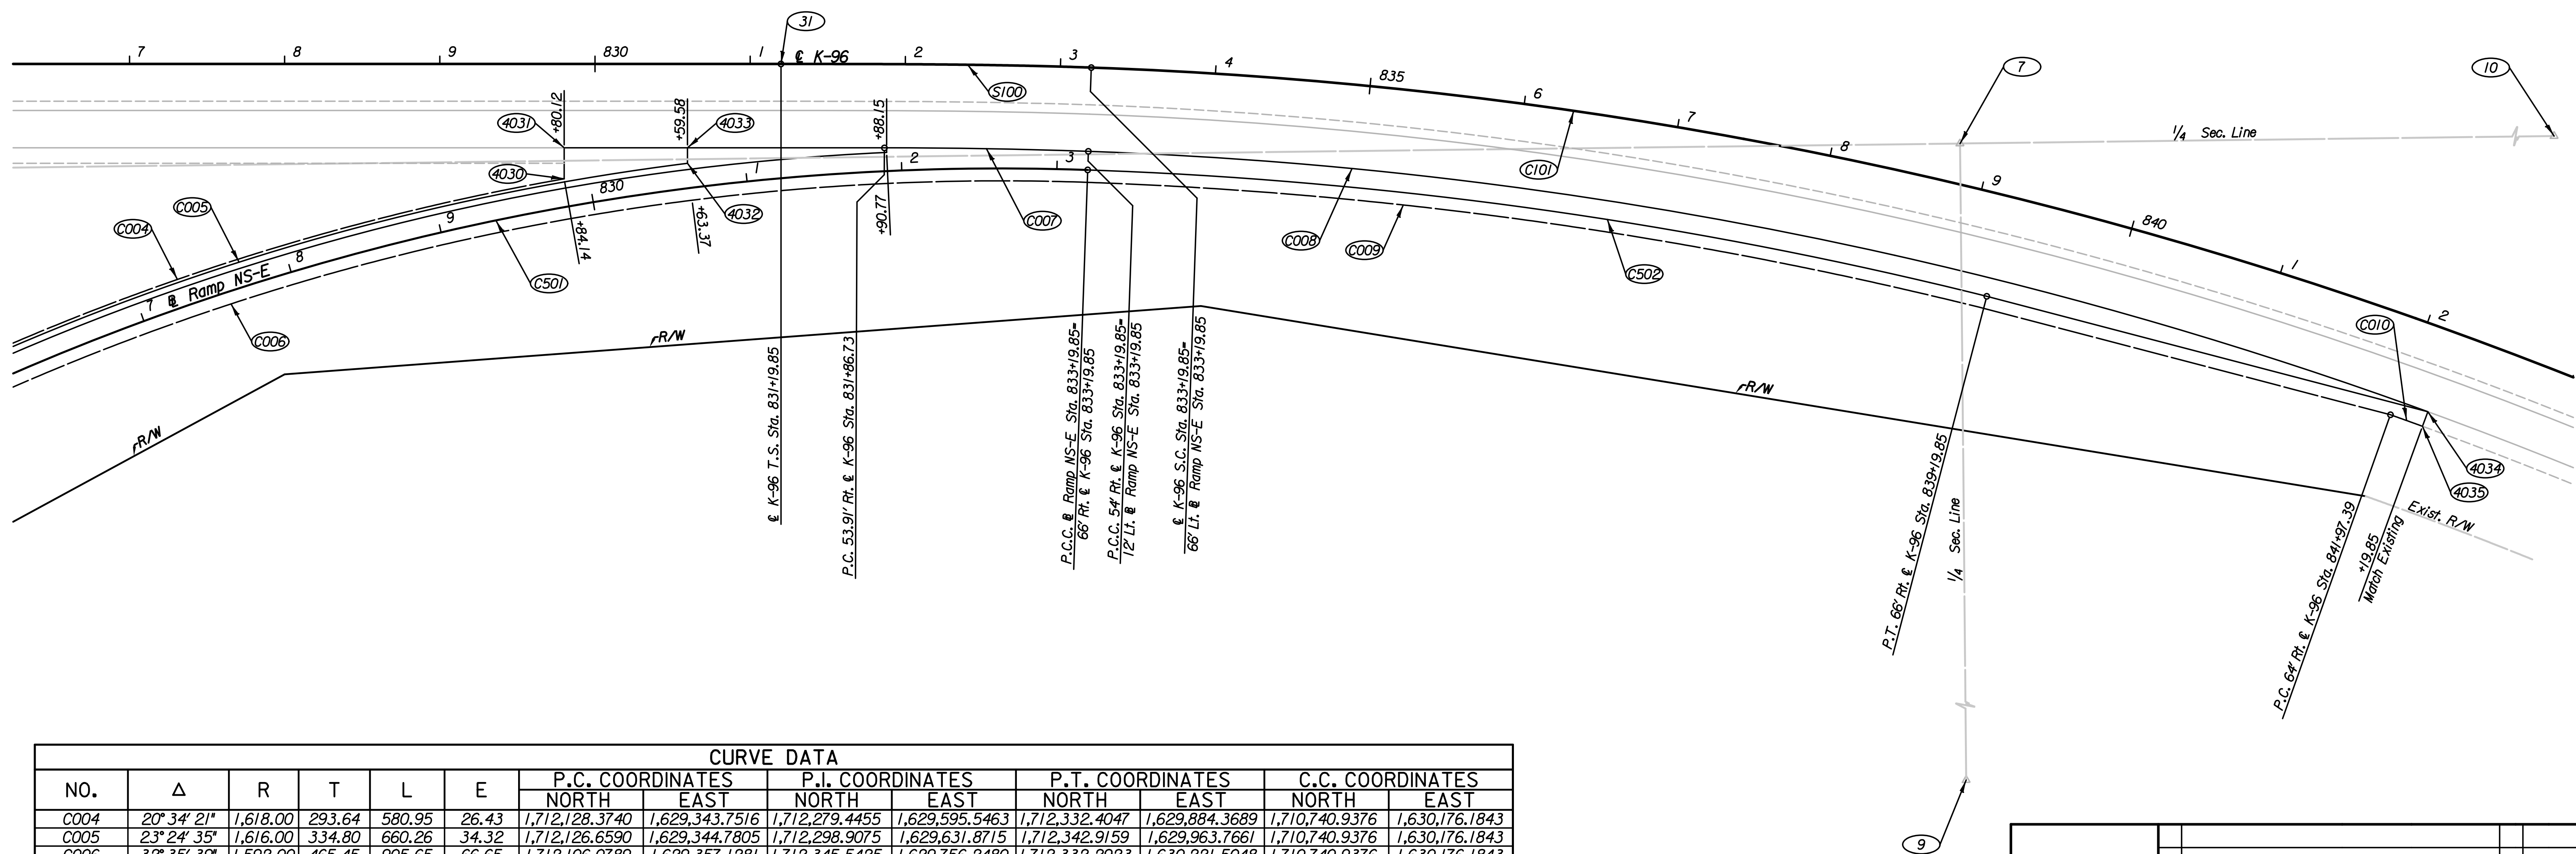 31
7 8 9 830 1 2 3 4 835 6 7 8 9 840 1 2
℄ K-96
S100
7
10
1/4 Sec. Line
4031
+80.12
+59.58
4033
+88.15
4030
4032
C101
C005
C004
C007
C008
C009
C502
C501
C006
7 8 9 830 1 2 3
Ramp NS-E
+84.14
+63.37
+90.77
R/W
R/W
R/W
C010
4034
4035
Exist. R/W
+19.85
Match Existing
℄ K-96 T.S. Sta. 831+19.85
P.C. 53.91' Rt. ℄ K-96 Sta. 831+86.73
P.C.C. Ramp NS-E Sta. 833+19.85=
66' Rt. ℄ K-96 Sta. 833+19.85
P.C.C. 54' Rt. ℄ K-96 Sta. 833+19.85=
12' Lt. Ramp NS-E Sta. 833+19.85
℄ K-96 S.C. Sta. 833+19.85=
66' Lt. Ramp NS-E Sta. 833+19.85
P.T. 66' Rt. ℄ K-96 Sta. 839+19.85
1/4 Sec. Line
P.C. 64' Rt. ℄ K-96 Sta. 841+97.39
9
CURVE DATA
NO. Δ R T L E P.C. COORDINATES P.I. COORDINATES P.T. COORDINATES C.C. COORDINATES
NORTH EAST NORTH EAST NORTH EAST NORTH EAST
C004 20° 34' 21" 1,618.00 293.64 580.95 26.43 1,712,128.3740 1,629,343.7516 1,712,279.4455 1,629,595.5463 1,712,332.4047 1,629,884.3689 1,710,740.9376 1,630,176.1843
C005 23° 24' 35" 1,616.00 334.80 660.26 34.32 1,712,126.6590 1,629,344.7805 1,712,298.9075 1,629,631.8715 1,712,342.9159 1,629,963.7661 1,710,740.9376 1,630,176.1843